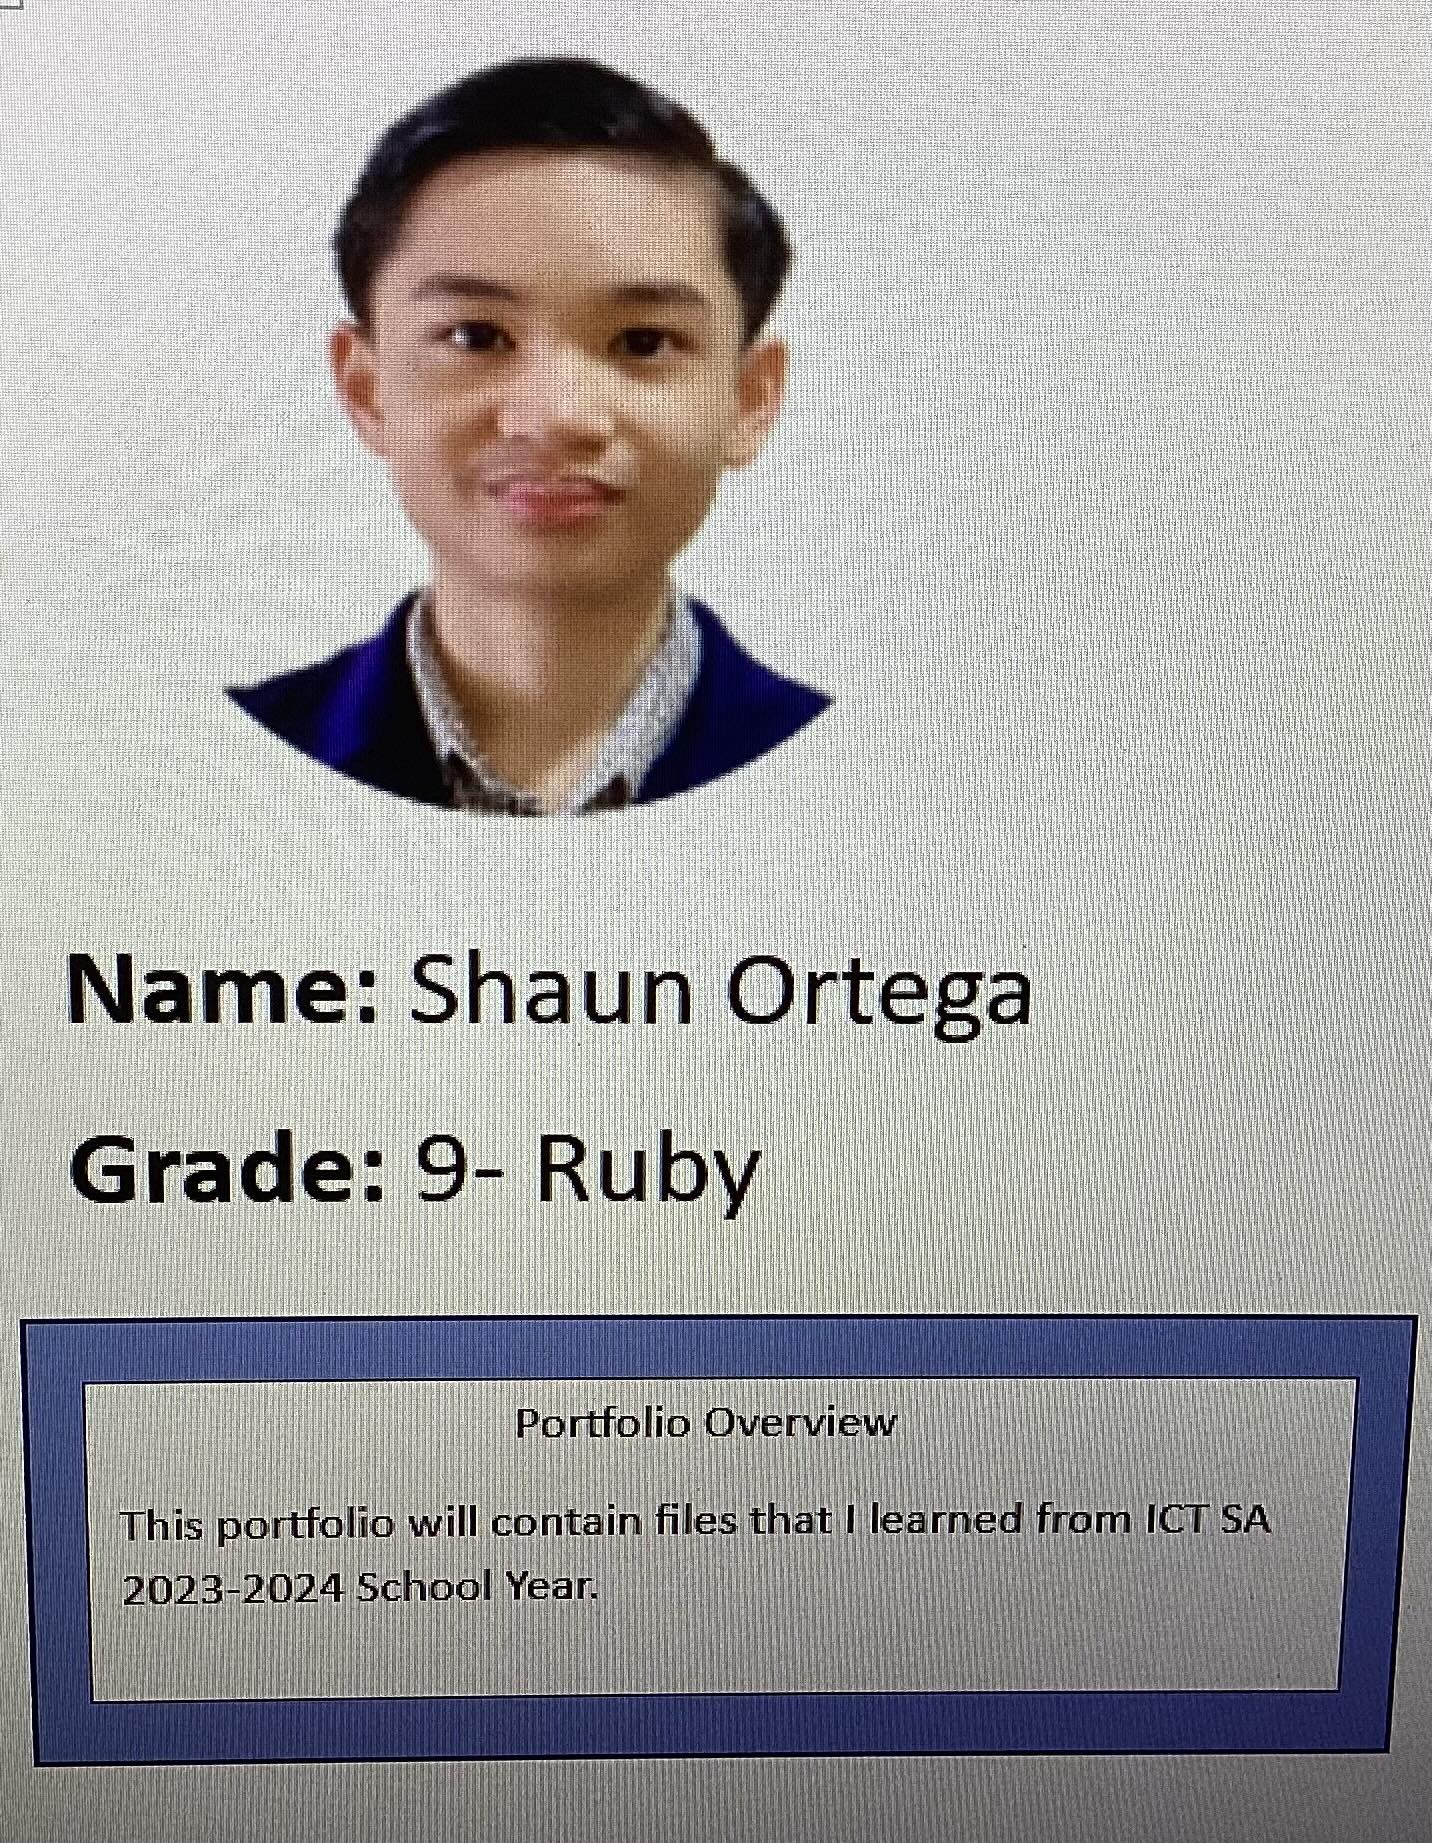 Name: Shaun Ortega
Grade: 9- Ruby
Portfolio Overview
This portfolio will contain files that I learned from ICT SA
2023-2024 School Year.